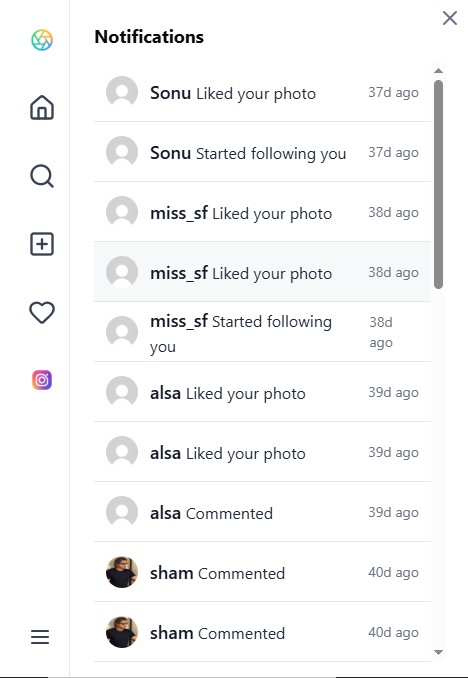 Notifications
Sonu Liked your photo 37d ago
Sonu Started following you 37d ago
miss_sf Liked your photo 38d ago
miss_sf Liked your photo 38d ago
miss_sf Started following 38d
you ago
alsa Liked your photo 39d ago
alsa Liked your photo 39d ago
alsa Commented 39d ago
sham Commented 40d ago
sham Commented 40d ago